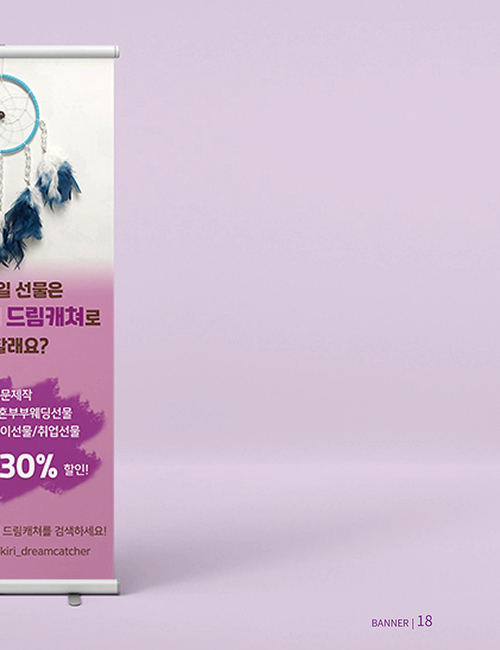 일 선물은
드림캐쳐로
할래요?
문제작
혼부부웨딩선물
이선물/취업선물
30% 할인!
드림캐쳐를 검색하세요!
kiri_dreamcatcher
BANNER | 18